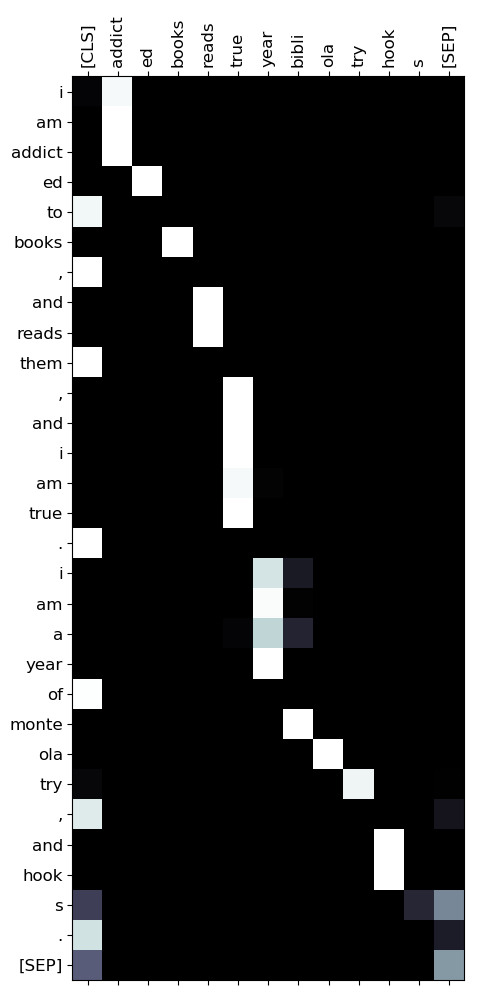 [CLS] addict ed books reads true year bibli ola try hook s [SEP]
i
am
addict
ed
to
books
,
and
reads
them
,
and
i
am
true
.
i
am
a
year
of
monte
ola
try
,
and
hook
s
.
[SEP]